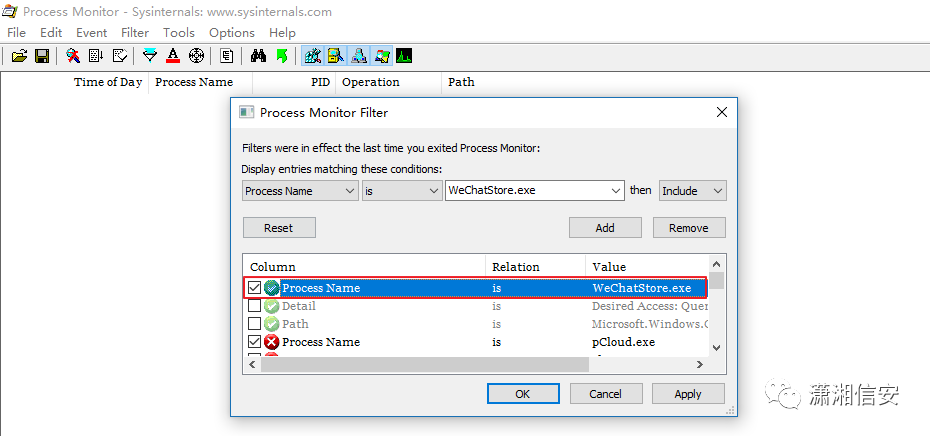 Process Monitor - Sysinternals: www.sysinternals.com
File Edit Event Filter Tools Options Help
Time of Day Process Name PID Operation Path
Process Monitor Filter
Filters were in effect the last time you exited Process Monitor:
Display entries matching these conditions:
Process Name is WeChatStore.exe then Include
Reset Add Remove
Column Relation Value
Process Name is WeChatStore.exe
Detail is Desired Access: Quer
Path is Microsoft.Windows.C
Process Name is pCloud.exe
OK Cancel Apply
潇湘信安